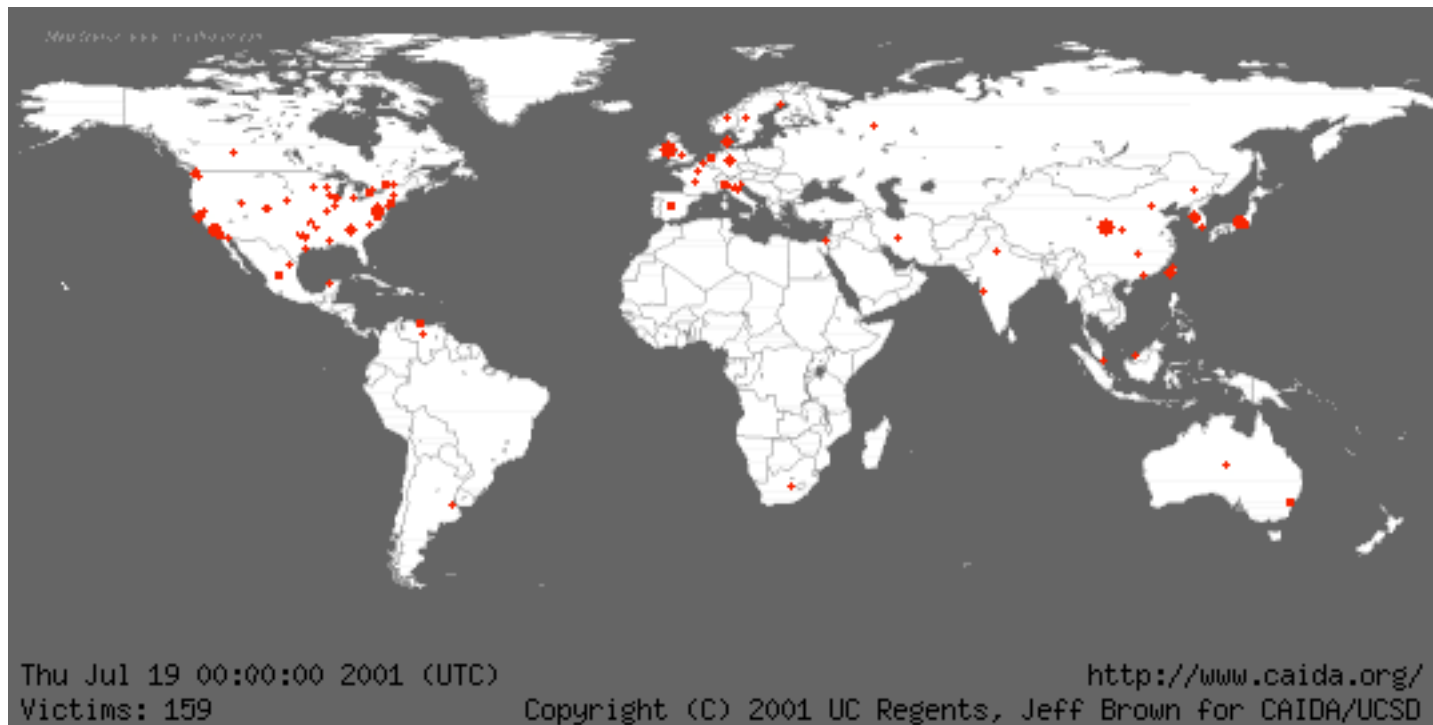 Thu Jul 19 00:00:00 2001 (UTC)
http://www.caida.org/
Victims: 159
Copyright (C) 2001 UC Regents, Jeff Brown for CAIDA/UCSD